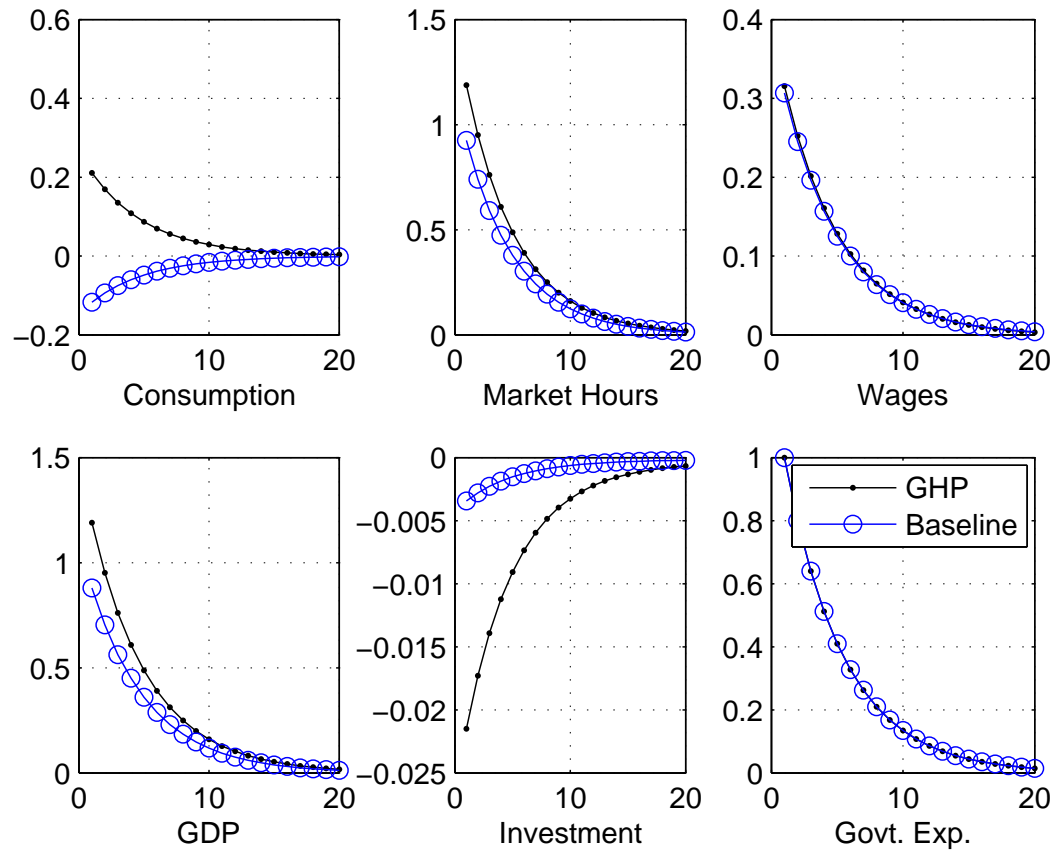 0.6
0.4
0.2
0
−0.2
0 10 20
Consumption
1.5
1
0.5
0
0 10 20
Market Hours
0.4
0.3
0.2
0.1
0
0 10 20
Wages
1.5
1
0.5
0
0 10 20
GDP
0
−0.005
−0.01
−0.015
−0.02
−0.025
0 10 20
Investment
1
0.8
0.6
0.4
0.2
0
0 10 20
Govt. Exp.
GHP
Baseline